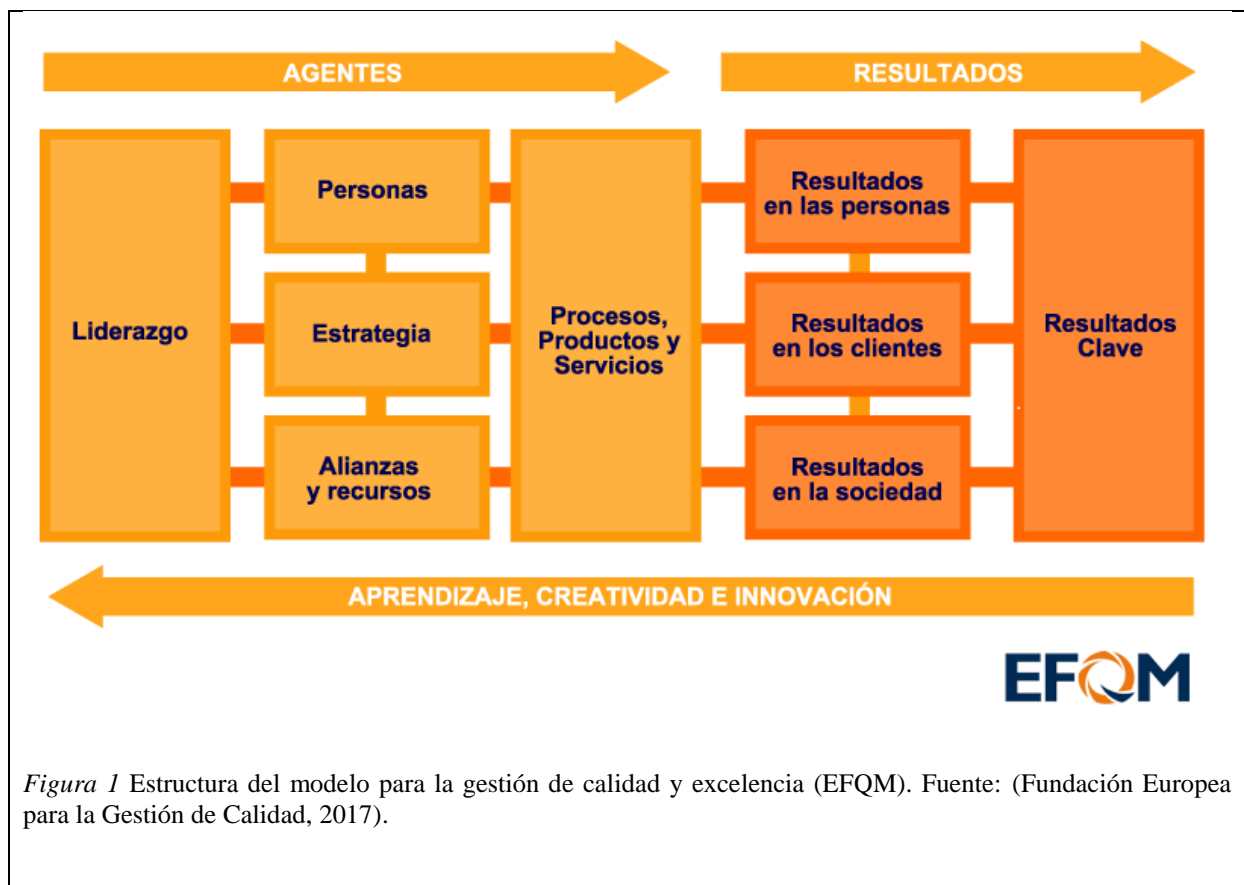 AGENTES
RESULTADOS
Liderazgo
Personas
Estrategia
Alianzas
y recursos
Procesos,
Productos y
Servicios
Resultados
en las personas
Resultados
en los clientes
Resultados
en la sociedad
Resultados
Clave
APRENDIZAJE, CREATIVIDAD E INNOVACIÓN
EFQM
Figura 1 Estructura del modelo para la gestión de calidad y excelencia (EFQM). Fuente: (Fundación Europea
para la Gestión de Calidad, 2017).